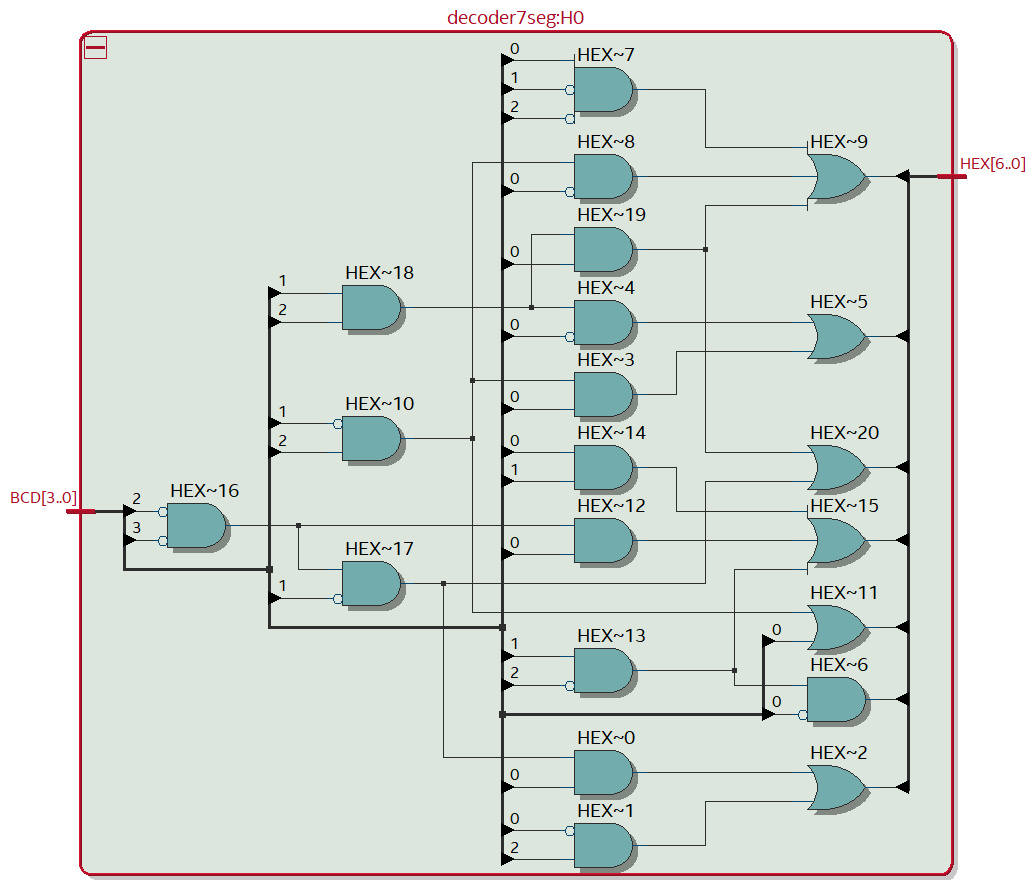 decoder7seg:H0
0
HEX~7
1
2
HEX~8
HEX~9
HEX[6..0]
0
HEX~19
0
HEX~18
1
2
HEX~4
HEX~5
0
HEX~3
0
HEX~10
1
2
HEX~14
HEX~20
0
1
BCD[3..0]
HEX~16
2
3
HEX~12
HEX~15
0
HEX~17
1
HEX~11
HEX~13
0
1
2
HEX~6
0
HEX~0
HEX~2
0
HEX~1
0
2